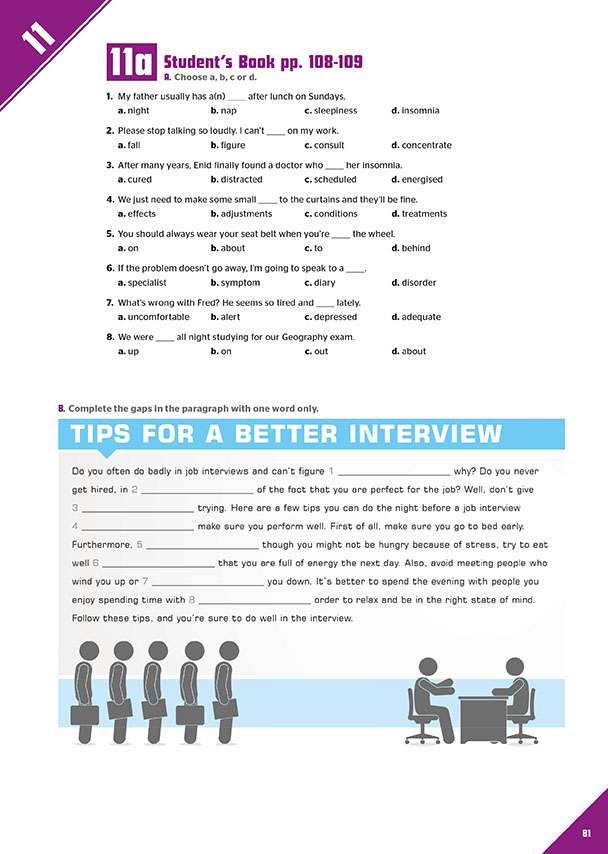 11
11a Student's Book pp. 108-109
A. Choose a, b, c or d.
1. My father usually has a(n) ____ after lunch on Sundays.
a. night b. nap c. sleepiness d. insomnia
2. Please stop talking so loudly. I can't ____ on my work.
a. fall b. figure c. consult d. concentrate
3. After many years, Enid finally found a doctor who ____ her insomnia.
a. cured b. distracted c. scheduled d. energised
4. We just need to make some small ____ to the curtains and they'll be fine.
a. effects b. adjustments c. conditions d. treatments
5. You should always wear your seat belt when you're ____ the wheel.
a. on b. about c. to d. behind
6. If the problem doesn't go away, I'm going to speak to a ____.
a. specialist b. symptom c. diary d. disorder
7. What's wrong with Fred? He seems so tired and ____ lately.
a. uncomfortable b. alert c. depressed d. adequate
8. We were ____ all night studying for our Geography exam.
a. up b. on c. out d. about
B. Complete the gaps in the paragraph with one word only.
TIPS FOR A BETTER INTERVIEW
Do you often do badly in job interviews and can't figure 1 ____________________ why? Do you never
get hired, in 2 ____________________ of the fact that you are perfect for the job? Well, don't give
3 ____________________ trying. Here are a few tips you can do the night before a job interview
4 ____________________ make sure you perform well. First of all, make sure you go to bed early.
Furthermore, 5 ____________________ though you might not be hungry because of stress, try to eat
well 6 ____________________ that you are full of energy the next day. Also, avoid meeting people who
wind you up or 7 ____________________ you down. It's better to spend the evening with people you
enjoy spending time with 8 ____________________ order to relax and be in the right state of mind.
Follow these tips, and you're sure to do well in the interview.
81